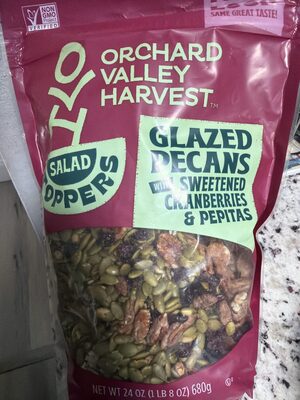 SAME GREAT TASTE!
NON
GMO
VERIFIED
ORCHARD
VALLEY
HARVEST™
SALAD
TOPPERS
GLAZED
PECANS
WITH SWEETENED
CRANBERRIES
& PEPITAS
NET WT 24 OZ (1 LB 8 OZ) 680g